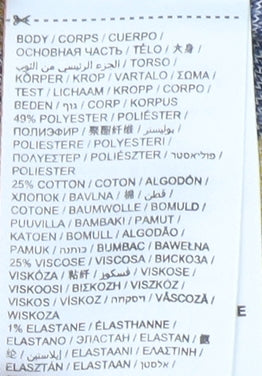 BODY / CORPS / CUERPO /
ОСНОВНАЯ ЧАСТЬ / TĚLO / 大身 /
الجزء الرئيسي من الثوب / TORSO /
KÖRPER / KROP / VARTALO / ΣΩΜΑ /
TEST / LICHAAM / KROPP / CORPO /
BEDEN / גוף / CORP / KORPUS
49% POLYESTER / POLIÉSTER /
ПОЛИЭФИР / 聚酯纤维 / بوليستر /
POLIESTERE / POLYESTERI /
ΠΟΛΥΕΣΤΕΡ / POLIÉSZTER / פוליאסטר /
POLIESTER
25% COTTON / COTON / ALGODÓN /
ХЛОПОК / BAVLNA / 棉 / قطن /
COTONE / BAUMWOLLE / BOMULD /
PUUVILLA / ΒΑΜΒΑΚΙ / PAMUT /
KATOEN / BOMULL / ALGODÃO /
PAMUK / כותנה / BUMBAC / BAWEŁNA
25% VISCOSE / VISCOSA / ВИСКОЗА /
VISKÓZA / 粘纤 / فسكوز / VISKOSE /
VISKOOSI / ΒΙΣΚΟΖΗ / VISZKÓZ /
VISKOS / VÍSKOZ / ויסקוזה / VÂSCOZĂ /
WISKOZA
1% ELASTANE / ÉLASTHANNE /
ELASTANO / ЭЛАСТАН / ELASTAN / 氨
纶 / إيلاستين / ELASTAANI / ΕΛΑΣΤΙΝΗ /
ELASZTÁN / ELASTAAN / אלסטן /
E